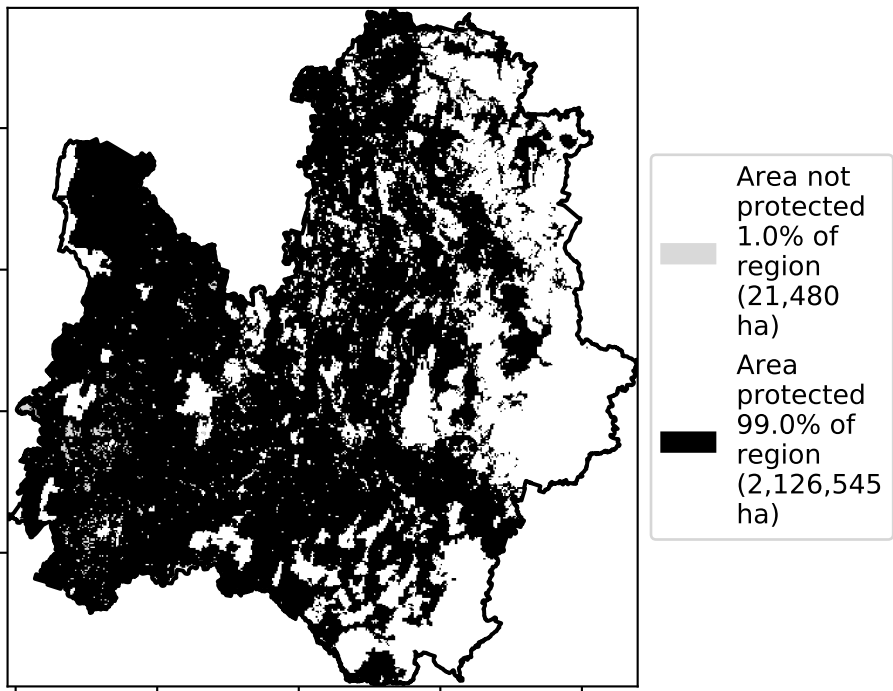 Area not
protected
1.0% of
region
(21,480
ha)
Area
protected
99.0% of
region
(2,126,545
ha)